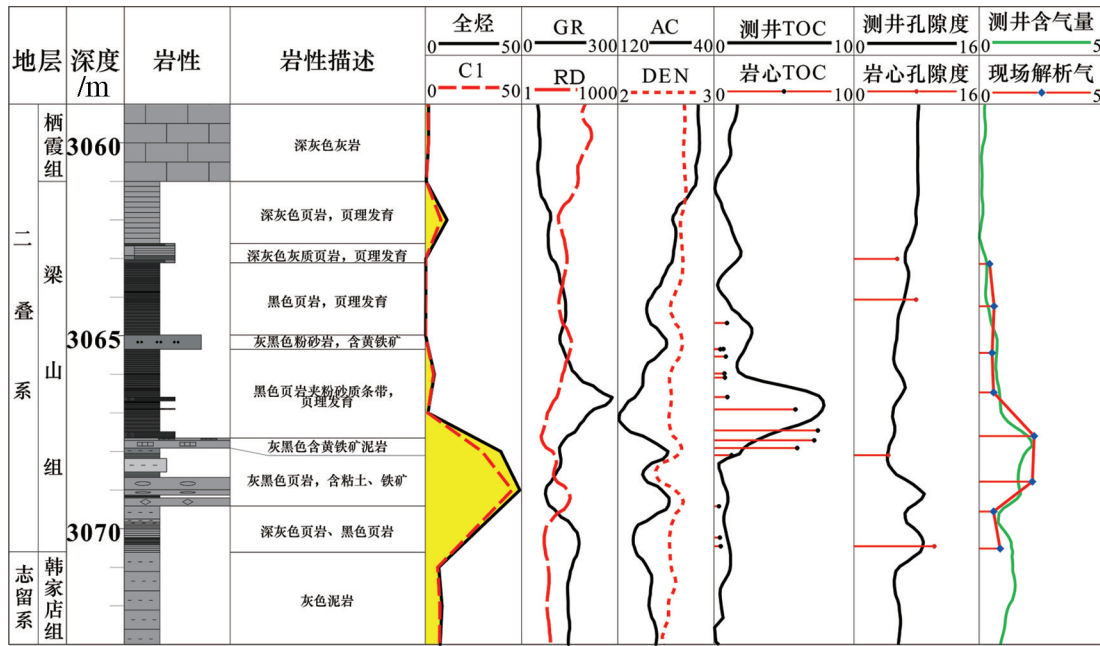 地层
深度
/m
岩性
岩性描述
全烃
0 50
C1
0 50
GR
0 300
RD
1 1000
AC
120 40
DEN
2 3
测井TOC
0 10
岩心TOC
0 10
测井孔隙度
0 16
岩心孔隙度
0 16
测井含气量
0 5
现场解析气
0 5
二叠系
栖霞组
梁山组
志留系
韩家店组
3060
3065
3070
深灰色灰岩
深灰色页岩，页理发育
深灰色灰质页岩，页理发育
黑色页岩，页理发育
灰黑色粉砂岩，含黄铁矿
黑色页岩夹粉砂质条带，
页理发育
灰黑色含黄铁矿泥岩
灰黑色页岩，含粘土、铁矿
深灰色页岩、黑色页岩
灰色泥岩